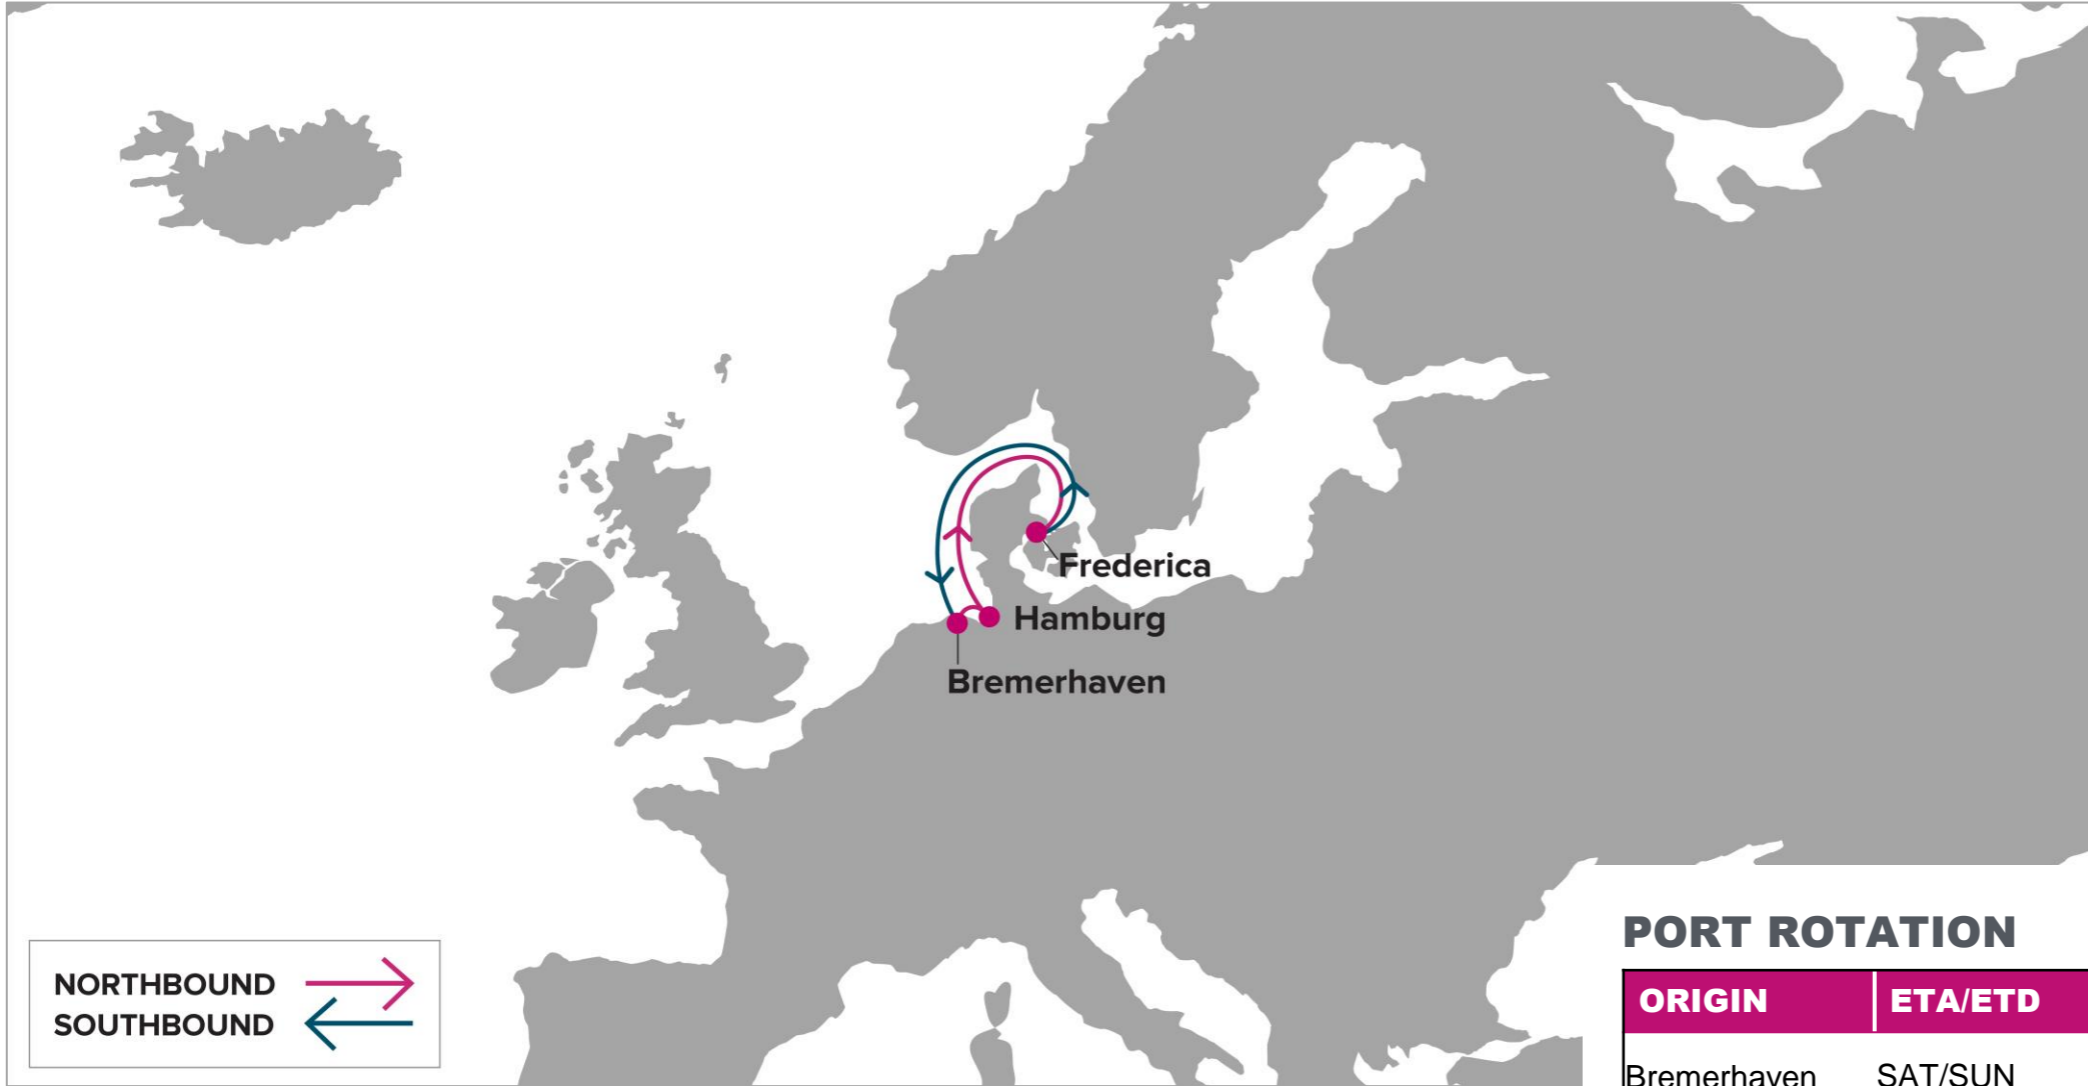 Frederica
Hamburg
Bremerhaven
NORTHBOUND
SOUTHBOUND
PORT ROTATION
ORIGIN ETA/ETD
Bremerhaven SAT/SUN